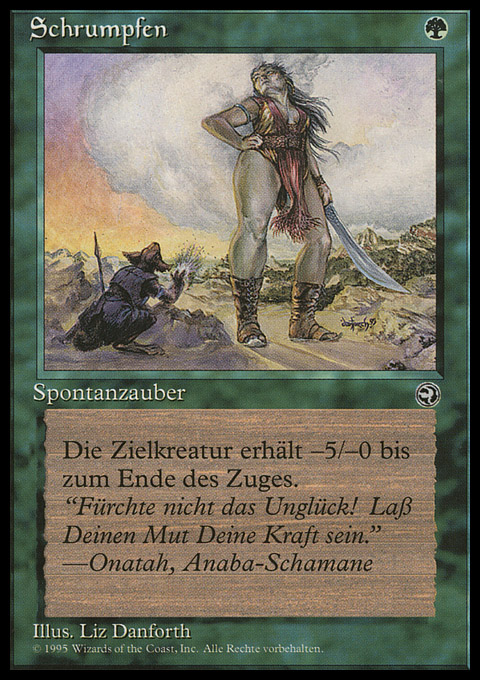 Schrumpfen
Spontanzauber
Die Zielkreatur erhält –5/–0 bis
zum Ende des Zuges.
“Fürchte nicht das Unglück! Laß
Deinen Mut Deine Kraft sein.”
—Onatah, Anaba-Schamane
Illus. Liz Danforth
© 1995 Wizards of the Coast, Inc. Alle Rechte vorbehalten.